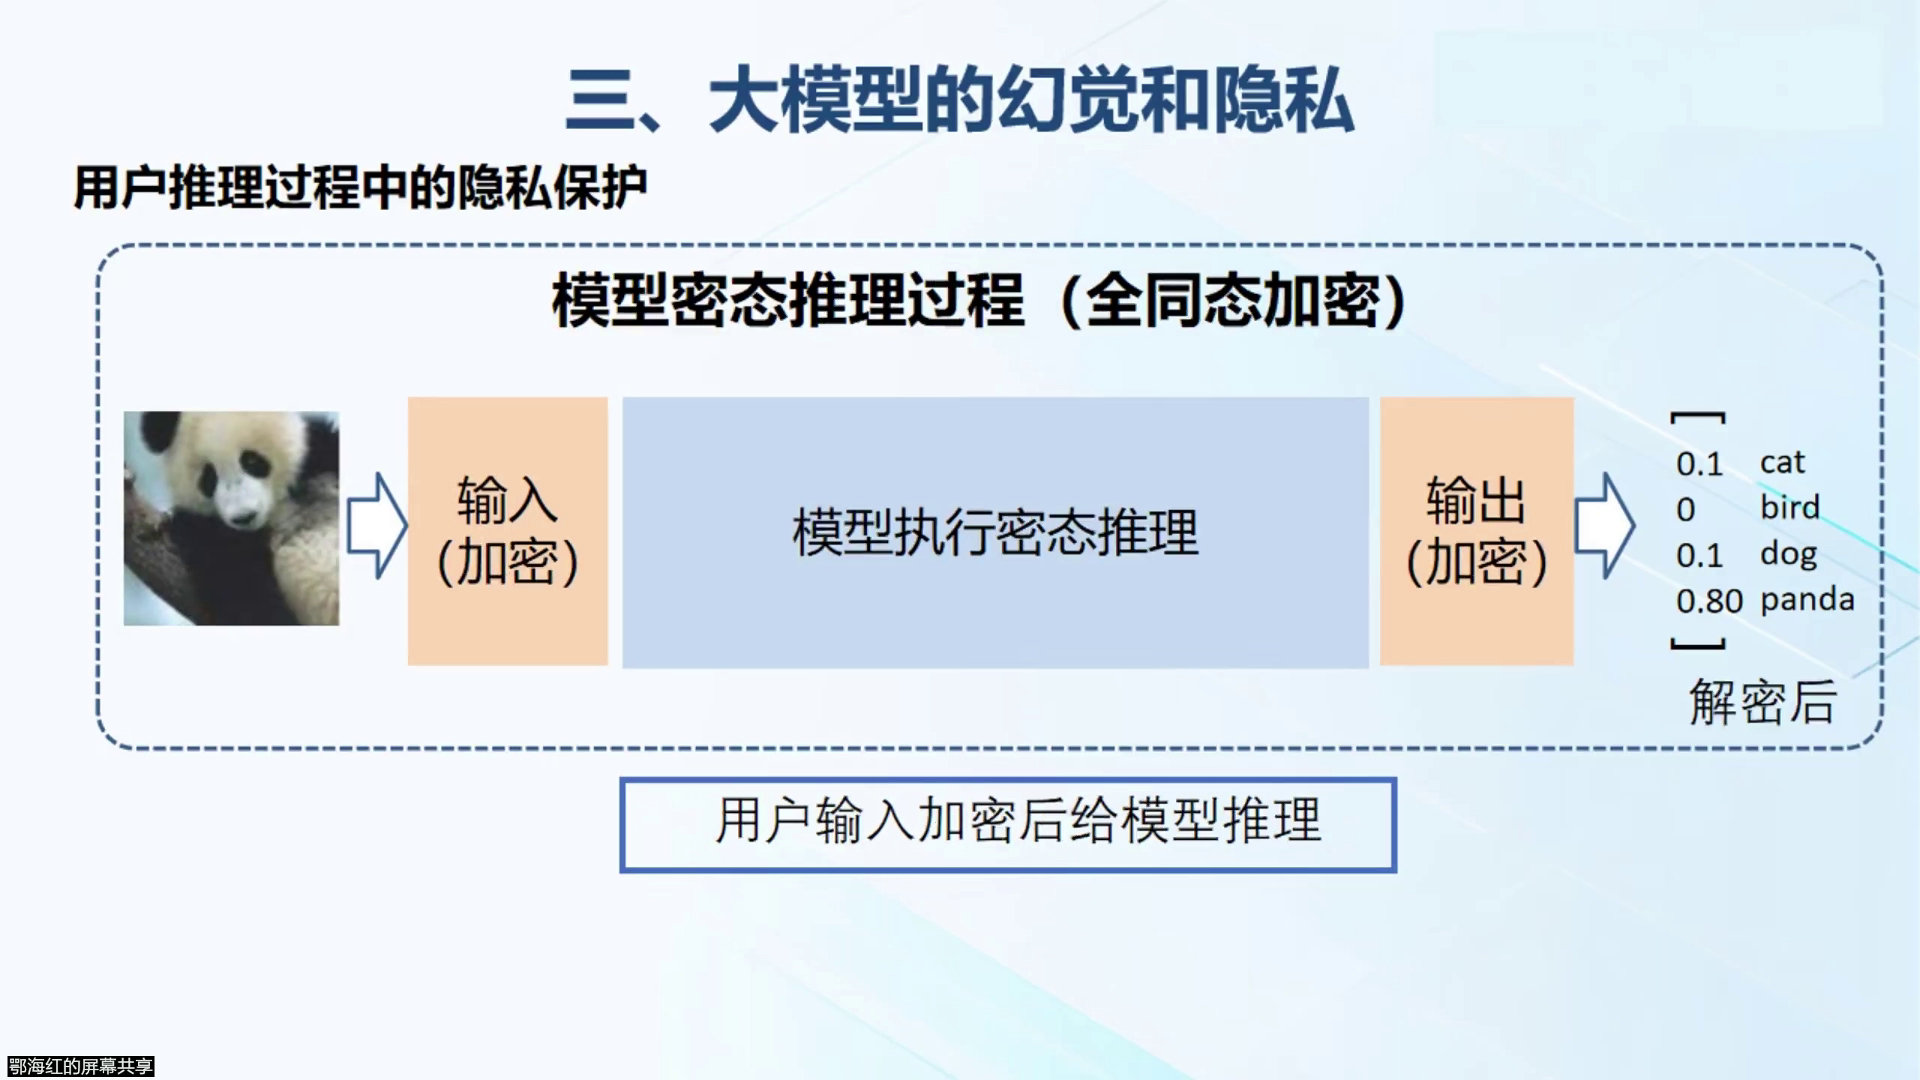 三、大模型的幻觉和隐私
用户推理过程中的隐私保护
模型密态推理过程（全同态加密）
输入
（加密）
模型执行密态推理
输出
（加密）
[
0.1 cat
0 bird
0.1 dog
0.80 panda
]
解密后
用户输入加密后给模型推理
鄂海红的屏幕共享